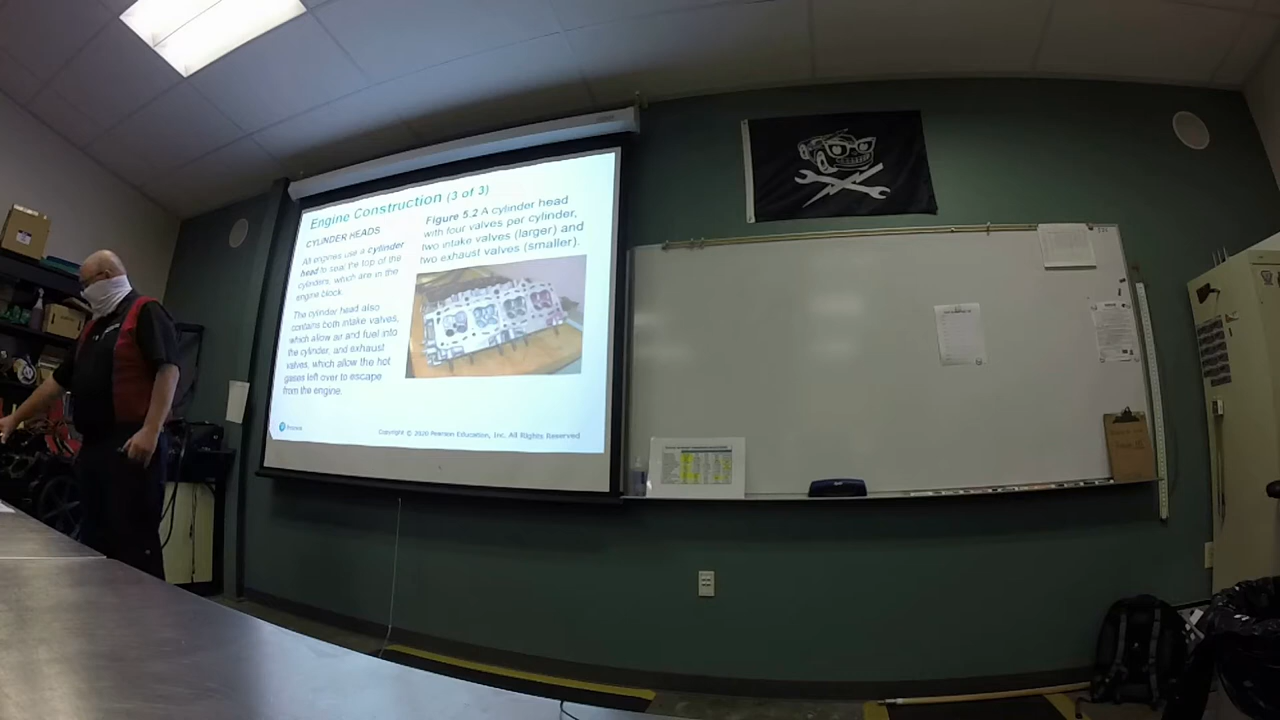 Engine Construction (3 of 3)
CYLINDER HEADS
All engines use a cylinder
head to seal the top of the
cylinders, which are in the
engine block.
The cylinder head also
contains both intake valves,
which allow air and fuel into
the cylinder, and exhaust
valves, which allow the hot
gases left over to escape
from the engine.
Figure 5.2 A cylinder head
with four valves per cylinder,
two intake valves (larger) and
two exhaust valves (smaller).
Pearson
Copyright © 2020 Pearson Education, Inc. All Rights Reserved